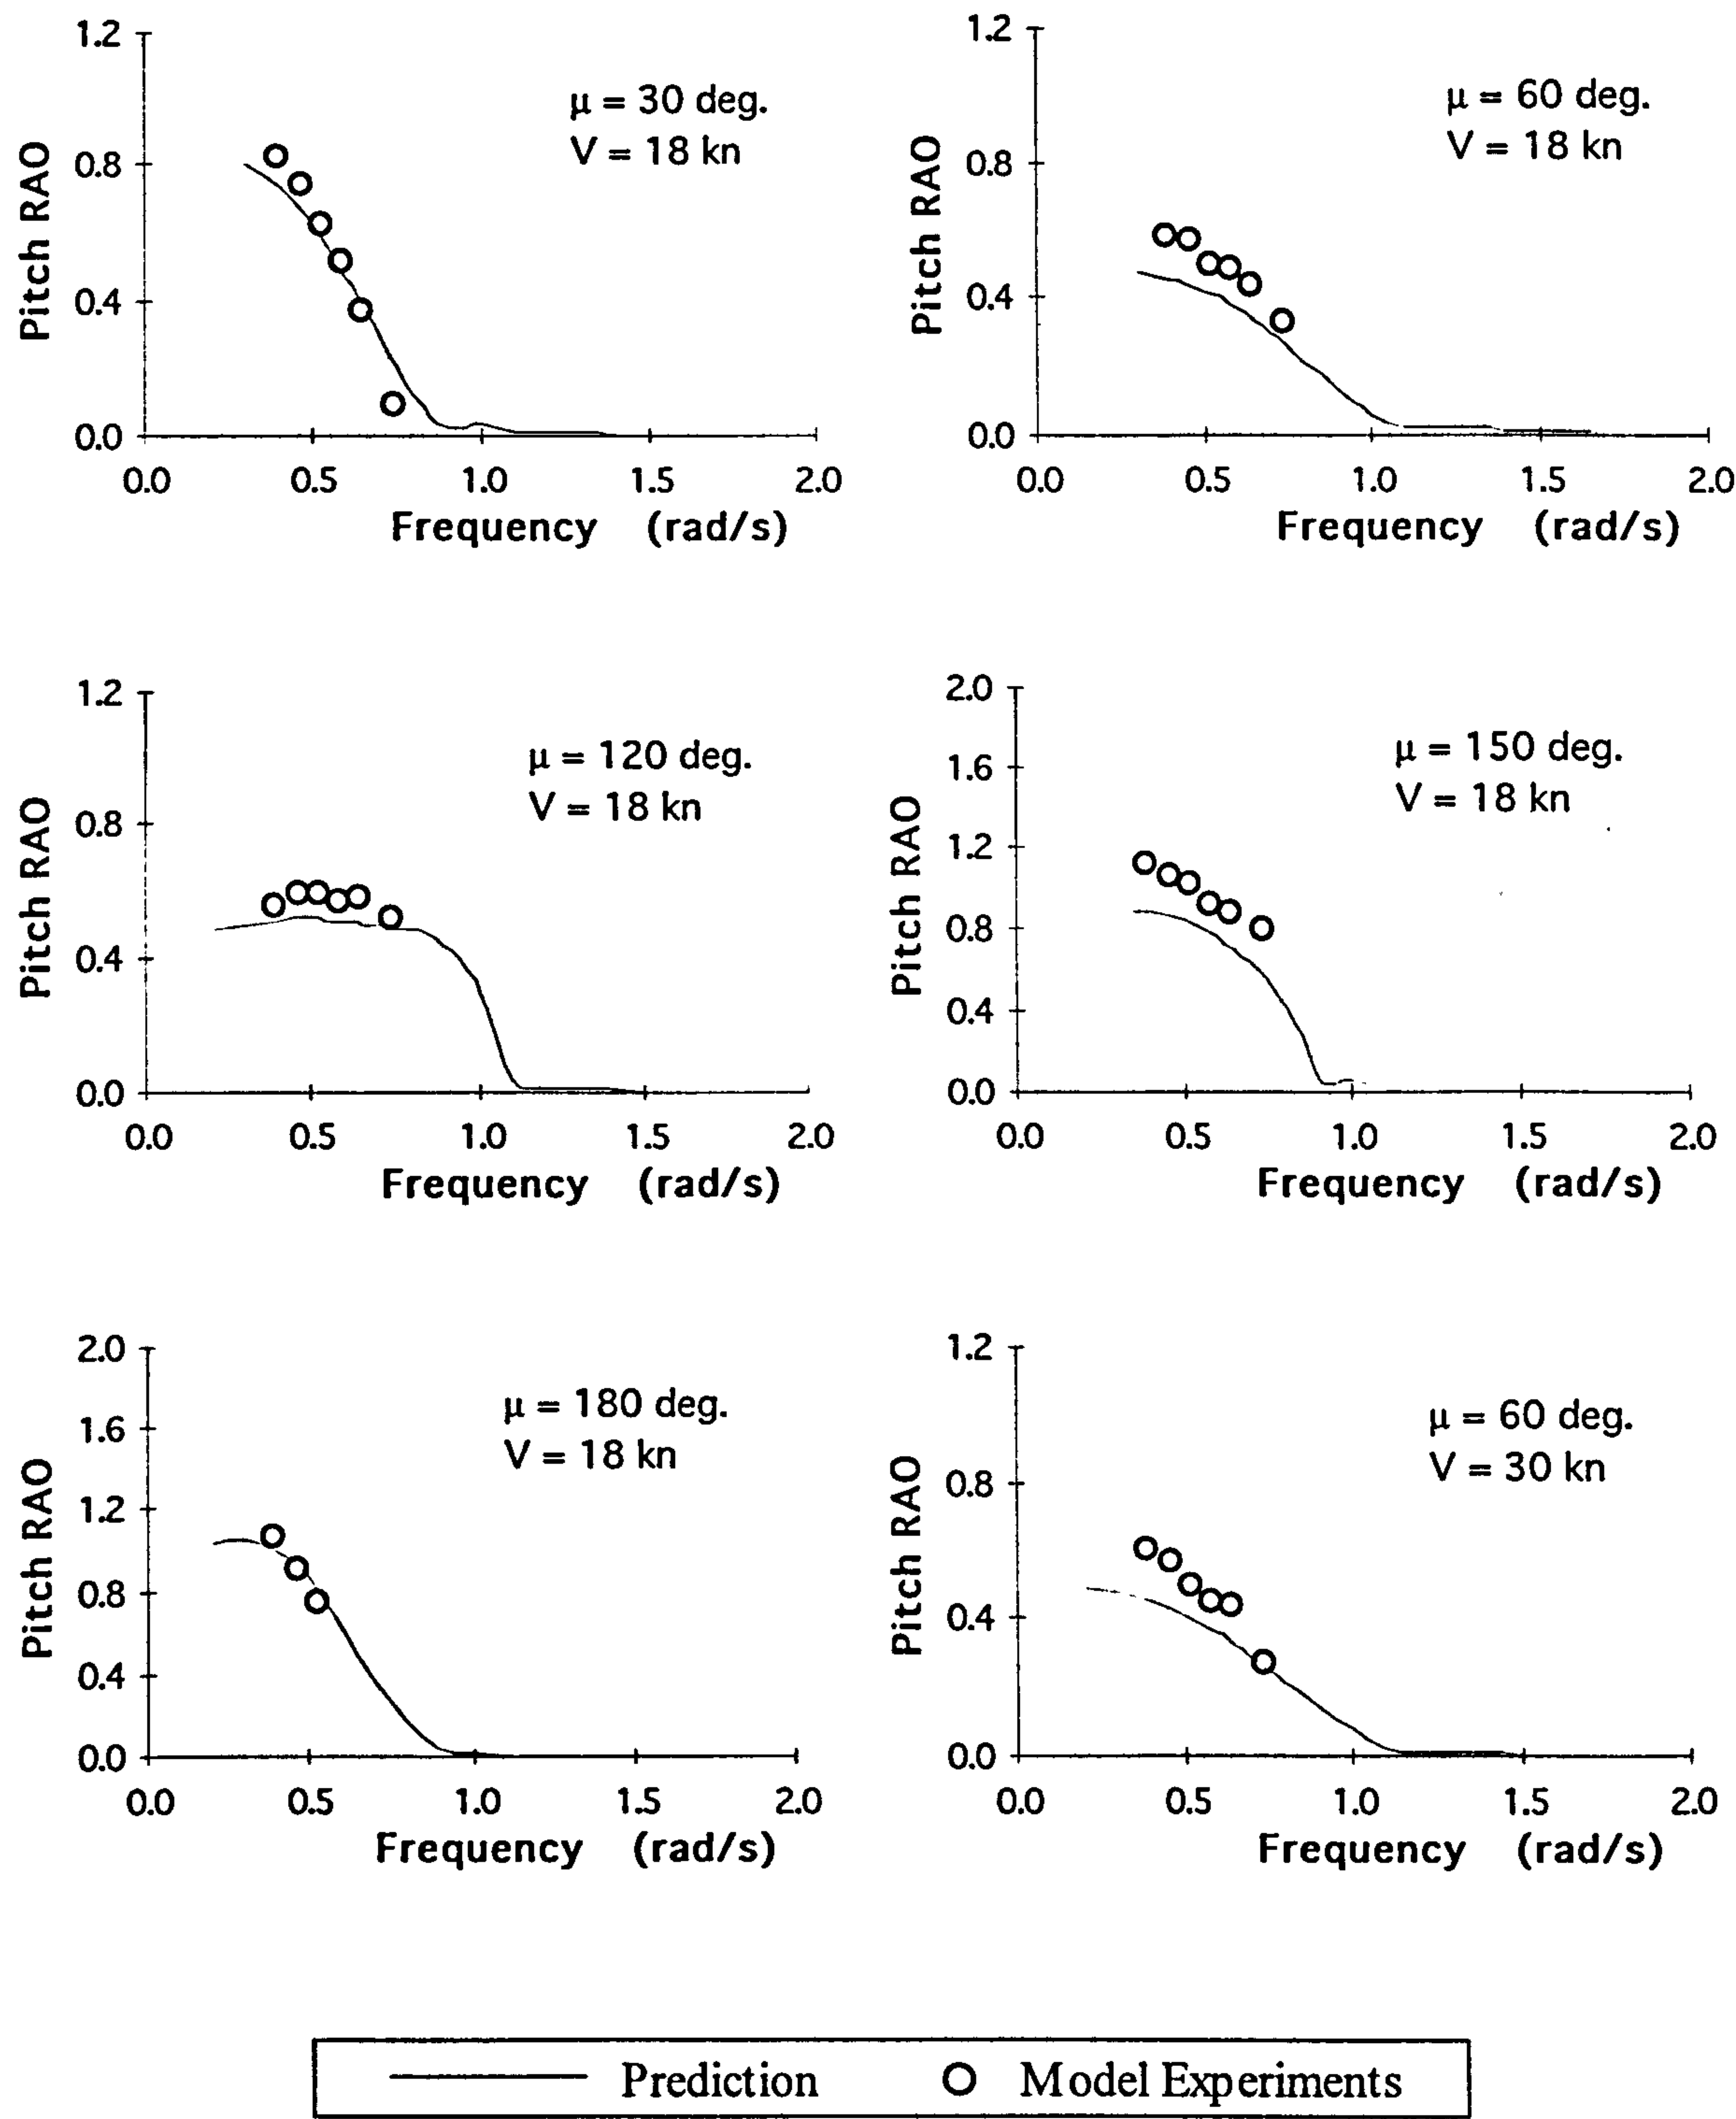 1.2
0.8
0.4
0.0
Pitch RAO
μ = 30 deg.
V = 18 kn
0.0 0.5 1.0 1.5 2.0
Frequency (rad/s)
1.2
0.8
0.4
0.0
Pitch RAO
μ = 60 deg.
V = 18 kn
0.0 0.5 1.0 1.5 2.0
Frequency (rad/s)
1.2
0.8
0.4
0.0
Pitch RAO
μ = 120 deg.
V = 18 kn
0.0 0.5 1.0 1.5 2.0
Frequency (rad/s)
2.0
1.6
1.2
0.8
0.4
0.0
Pitch RAO
μ = 150 deg.
V = 18 kn
0.0 0.5 1.0 1.5 2.0
Frequency (rad/s)
2.0
1.6
1.2
0.8
0.4
0.0
Pitch RAO
μ = 180 deg.
V = 18 kn
0.0 0.5 1.0 1.5 2.0
Frequency (rad/s)
1.2
0.8
0.4
0.0
Pitch RAO
μ = 60 deg.
V = 30 kn
0.0 0.5 1.0 1.5 2.0
Frequency (rad/s)
Prediction Model Experiments